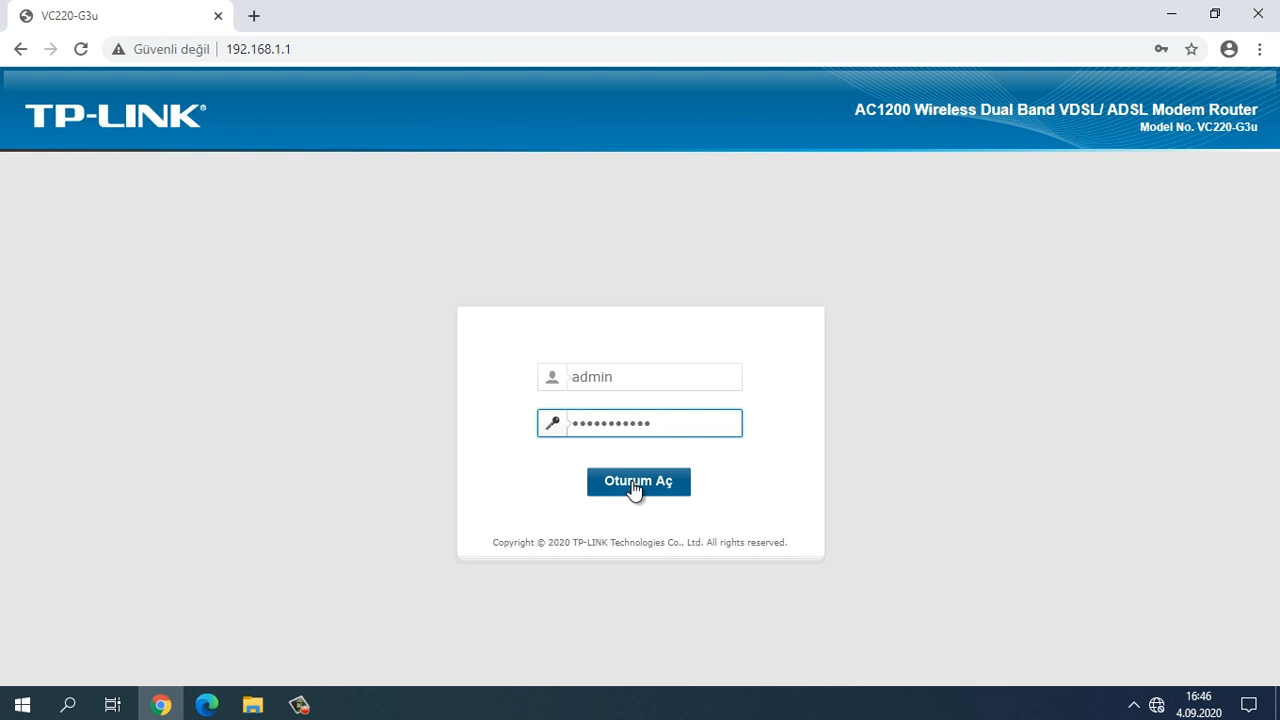 VC220-G3u
Güvenli değil
192.168.1.1
TP-LINK®
AC1200 Wireless Dual Band VDSL/ ADSL Modem Router
Model No. VC220-G3u
admin
•••••••••••
Oturum Aç
Copyright © 2020 TP-LINK Technologies Co., Ltd. All rights reserved.
16:46
4.09.2020